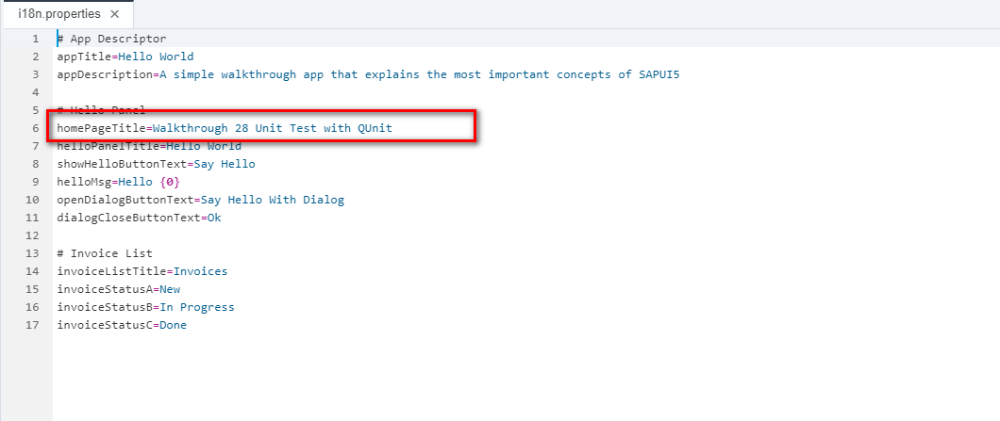 i18n.properties ×
1 # App Descriptor
2 appTitle=Hello World
3 appDescription=A simple walkthrough app that explains the most important concepts of SAPUI5
4
5 # Hello Panel
6 homePageTitle=Walkthrough 28 Unit Test with QUnit
7 helloPanelTitle=Hello World
8 showHelloButtonText=Say Hello
9 helloMsg=Hello {0}
10 openDialogButtonText=Say Hello With Dialog
11 dialogCloseButtonText=Ok
12
13 # Invoice List
14 invoiceListTitle=Invoices
15 invoiceStatusA=New
16 invoiceStatusB=In Progress
17 invoiceStatusC=Done